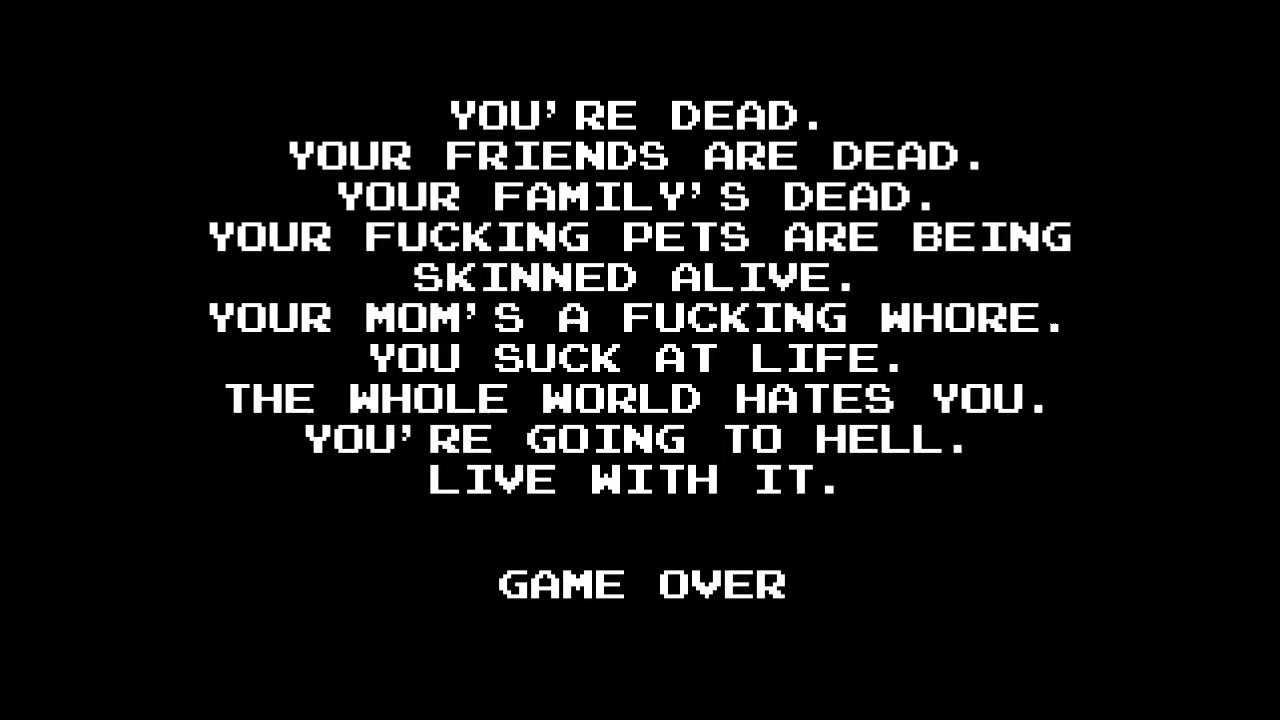 YOU'RE DEAD.
YOUR FRIENDS ARE DEAD.
YOUR FAMILY'S DEAD.
YOUR FUCKING PETS ARE BEING
SKINNED ALIVE.
YOUR MOM'S A FUCKING WHORE.
YOU SUCK AT LIFE.
THE WHOLE WORLD HATES YOU.
YOU'RE GOING TO HELL.
LIVE WITH IT.
GAME OVER